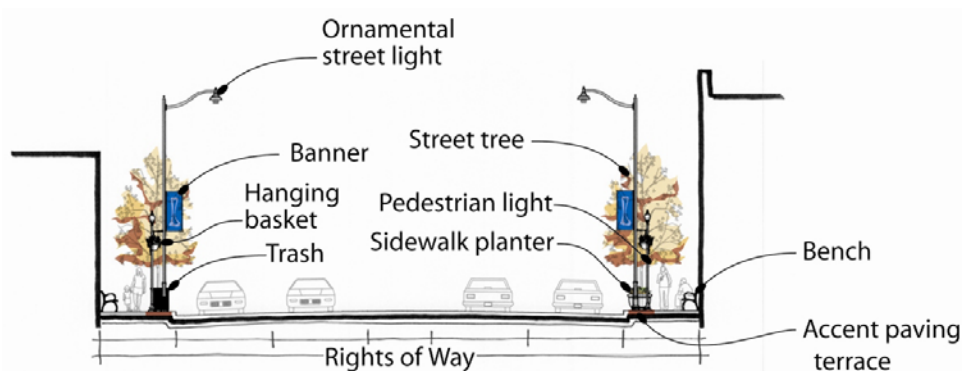 Ornamental
street light
Banner
Street tree
Hanging
basket
Pedestrian light
Sidewalk planter
Trash
Bench
Accent paving
terrace
Rights of Way